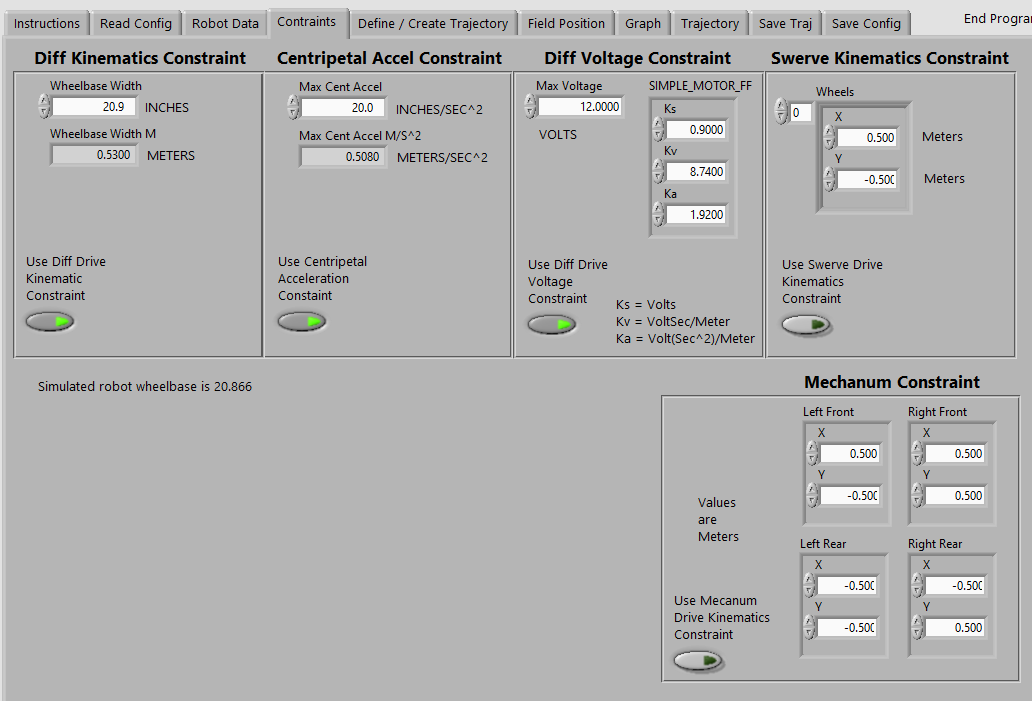 Instructions Read Config Robot Data Contraints Define / Create Trajectory Field Position Graph Trajectory Save Traj Save Config End Progra
Diff Kinematics Constraint
Wheelbase Width
20.9 INCHES
Wheelbase Width M
0.5300 METERS
Use Diff Drive
Kinematic
Constraint
Centripetal Accel Constraint
Max Cent Accel
20.0 INCHES/SEC^2
Max Cent Accel M/S^2
0.5080 METERS/SEC^2
Use Centripetal
Acceleration
Constaint
Diff Voltage Constraint
Max Voltage
12.0000
VOLTS
SIMPLE_MOTOR_FF
Ks
0.9000
Kv
8.7400
Ka
1.9200
Use Diff Drive
Voltage
Constraint
Ks = Volts
Kv = VoltSec/Meter
Ka = Volt(Sec^2)/Meter
Swerve Kinematics Constraint
Wheels
0
X
0.500 Meters
Y
-0.500 Meters
Use Swerve Drive
Kinematics
Constraint
Simulated robot wheelbase is 20.866
Mechanum Constraint
Values
are
Meters
Use Mecanum
Drive Kinematics
Constraint
Left Front
X
0.500
Y
-0.500
Right Front
X
0.500
Y
0.500
Left Rear
X
-0.500
Y
-0.500
Right Rear
X
-0.500
Y
0.500